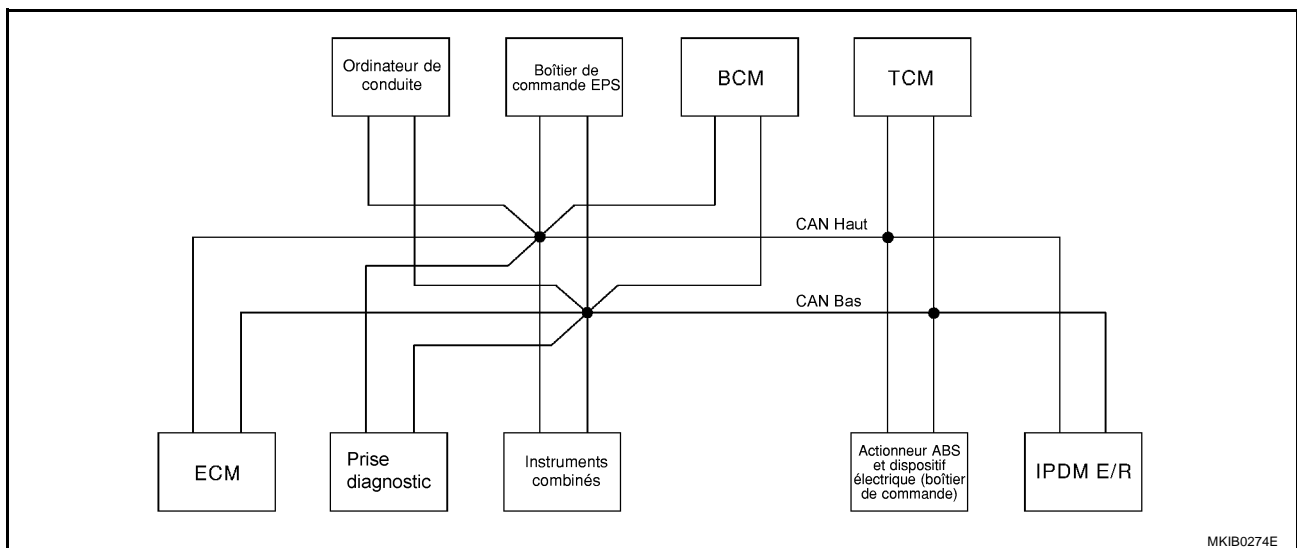 Ordinateur de
conduite
Boîtier de
commande EPS
BCM
TCM
CAN Haut
CAN Bas
ECM
Prise
diagnostic
Instruments
combinés
Actionneur ABS
et dispositif
électrique (boîtier
de commande)
IPDM E/R
MKIB0274E